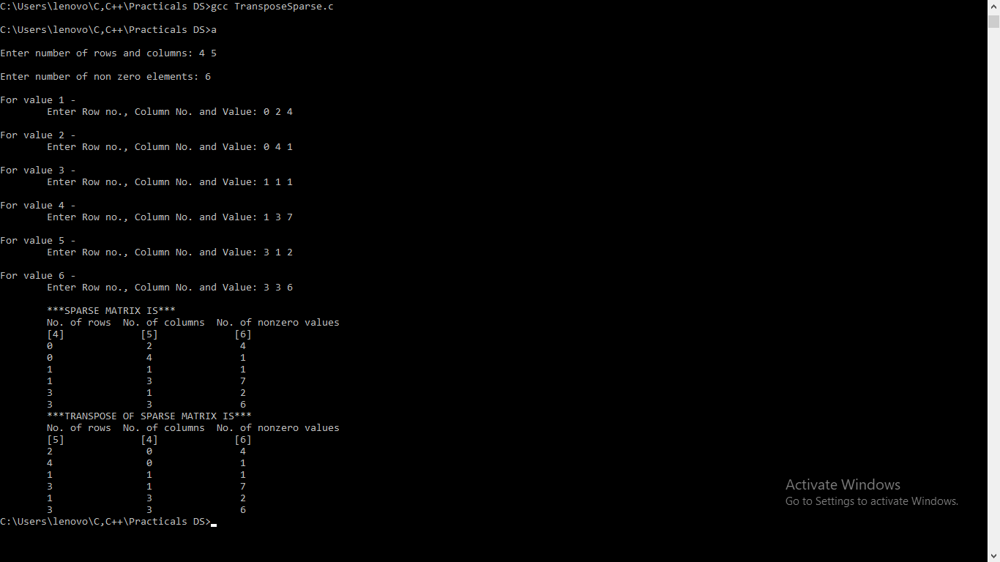 C:\Users\lenovo\C,C++\Practicals DS>gcc TransposeSparse.c
C:\Users\lenovo\C,C++\Practicals DS>a
Enter number of rows and columns: 4 5
Enter number of non zero elements: 6
For value 1 -
Enter Row no., Column No. and Value: 0 2 4
For value 2 -
Enter Row no., Column No. and Value: 0 4 1
For value 3 -
Enter Row no., Column No. and Value: 1 1 1
For value 4 -
Enter Row no., Column No. and Value: 1 3 7
For value 5 -
Enter Row no., Column No. and Value: 3 1 2
For value 6 -
Enter Row no., Column No. and Value: 3 3 6
***SPARSE MATRIX IS***
No. of rows No. of columns No. of nonzero values
[4] [5] [6]
0 2 4
0 4 1
1 1 1
1 3 7
3 1 2
3 3 6
***TRANSPOSE OF SPARSE MATRIX IS***
No. of rows No. of columns No. of nonzero values
[5] [4] [6]
2 0 4
4 0 1
1 1 1
3 1 7
1 3 2
3 3 6
C:\Users\lenovo\C,C++\Practicals DS>
Activate Windows
Go to Settings to activate Windows.